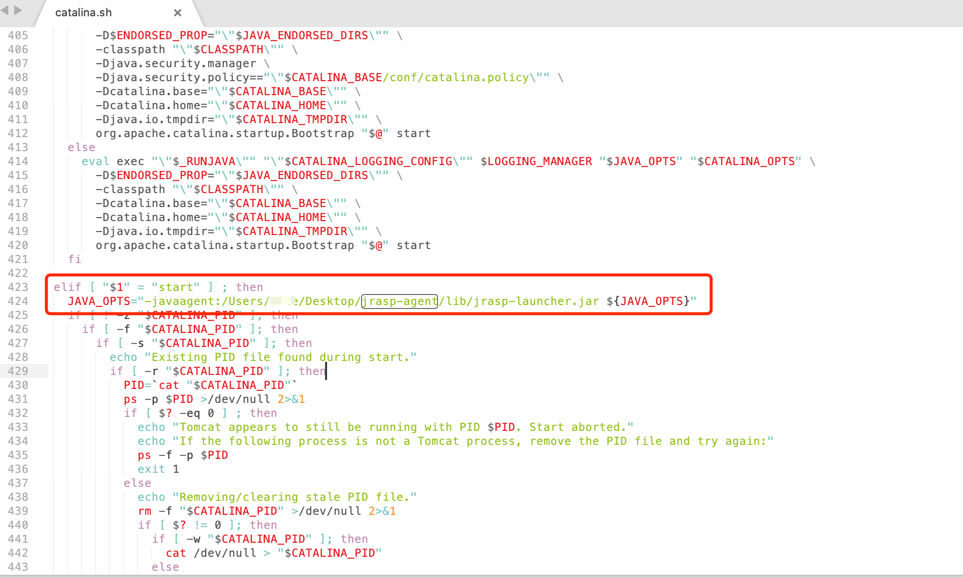 catalina.sh ×
405 -D$ENDORSED_PROP="\"$JAVA_ENDORSED_DIRS\"" \
406 -classpath "\"$CLASSPATH\"" \
407 -Djava.security.manager \
408 -Djava.security.policy=="\"$CATALINA_BASE/conf/catalina.policy\"" \
409 -Dcatalina.base="\"$CATALINA_BASE\"" \
410 -Dcatalina.home="\"$CATALINA_HOME\"" \
411 -Djava.io.tmpdir="\"$CATALINA_TMPDIR\"" \
412 org.apache.catalina.startup.Bootstrap "$@" start
413 else
414 eval exec "\"$_RUNJAVA\"" "\"$CATALINA_LOGGING_CONFIG\"" $LOGGING_MANAGER "$JAVA_OPTS" "$CATALINA_OPTS" \
415 -D$ENDORSED_PROP="\"$JAVA_ENDORSED_DIRS\"" \
416 -classpath "\"$CLASSPATH\"" \
417 -Dcatalina.base="\"$CATALINA_BASE\"" \
418 -Dcatalina.home="\"$CATALINA_HOME\"" \
419 -Djava.io.tmpdir="\"$CATALINA_TMPDIR\"" \
420 org.apache.catalina.startup.Bootstrap "$@" start
421 fi
422
423 elif [ "$1" = "start" ] ; then
424 JAVA_OPTS="-javaagent:/Users/ /Desktop/jrasp-agent/lib/jrasp-launcher.jar ${JAVA_OPTS}"
425 if [ ! -z "$CATALINA_PID" ]; then
426 if [ -f "$CATALINA_PID" ]; then
427 if [ -s "$CATALINA_PID" ]; then
428 echo "Existing PID file found during start."
429 if [ -r "$CATALINA_PID" ]; then
430 PID=`cat "$CATALINA_PID"`
431 ps -p $PID >/dev/null 2>&1
432 if [ $? -eq 0 ] ; then
433 echo "Tomcat appears to still be running with PID $PID. Start aborted."
434 echo "If the following process is not a Tomcat process, remove the PID file and try again:"
435 ps -f -p $PID
436 exit 1
437 else
438 echo "Removing/clearing stale PID file."
439 rm -f "$CATALINA_PID" >/dev/null 2>&1
440 if [ $? != 0 ]; then
441 if [ -w "$CATALINA_PID" ]; then
442 cat /dev/null > "$CATALINA_PID"
443 else